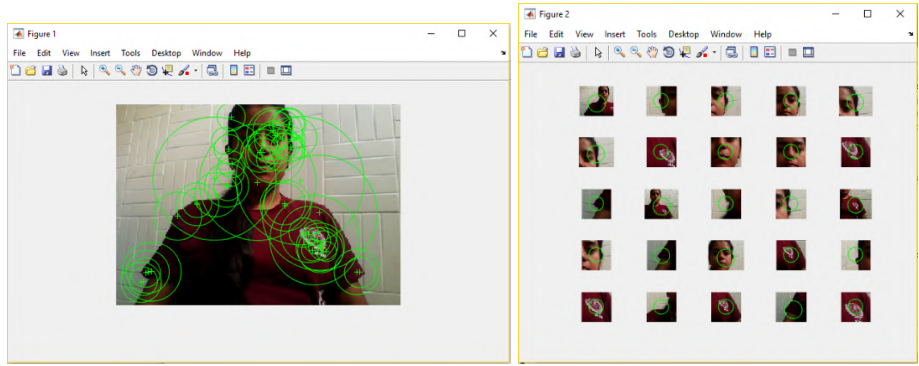 Figure 1
File Edit View Insert Tools Desktop Window Help
Figure 2
File Edit View Insert Tools Desktop Window Help